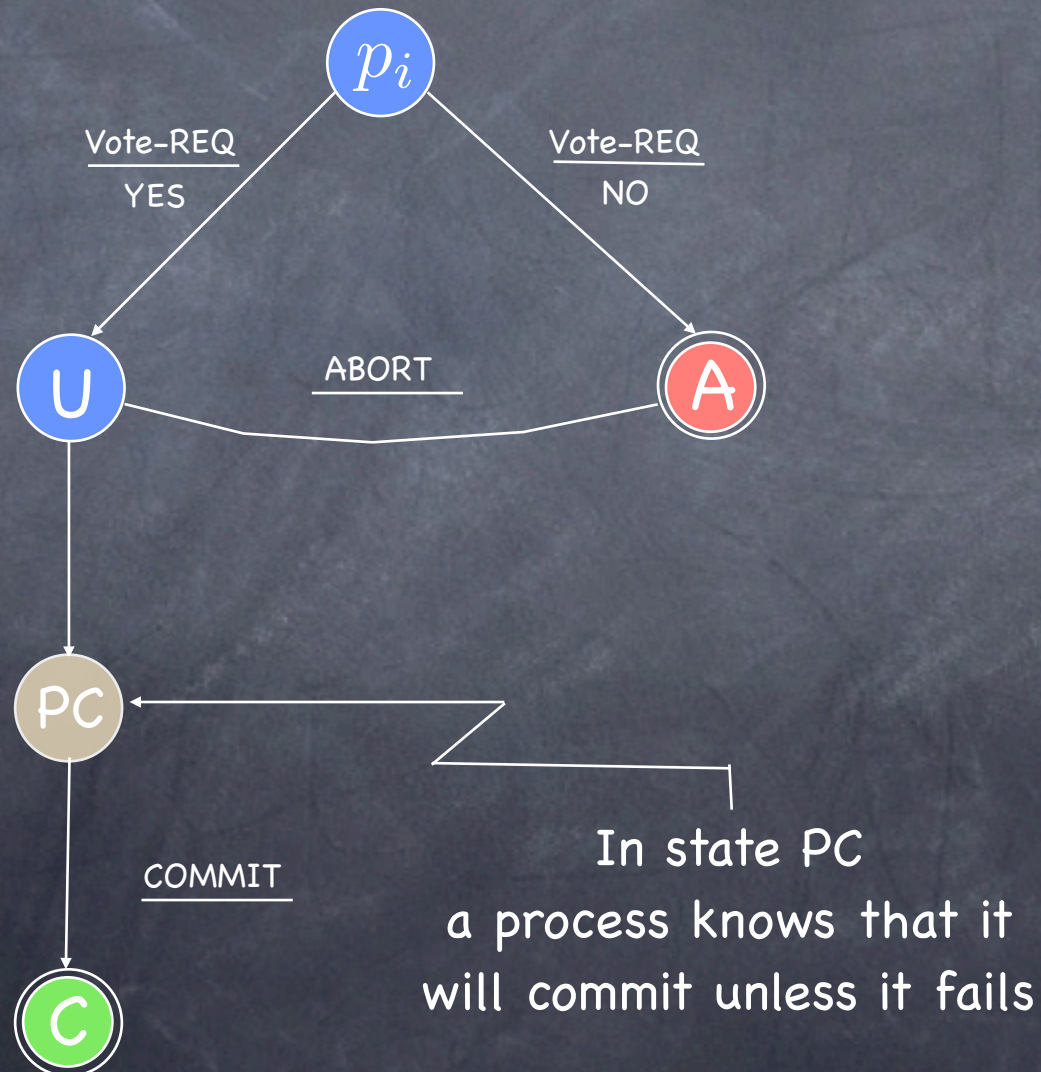 p_i
Vote-REQ
YES
Vote-REQ
NO
U
ABORT
A
PC
COMMIT
In state PC
a process knows that it
will commit unless it fails
C